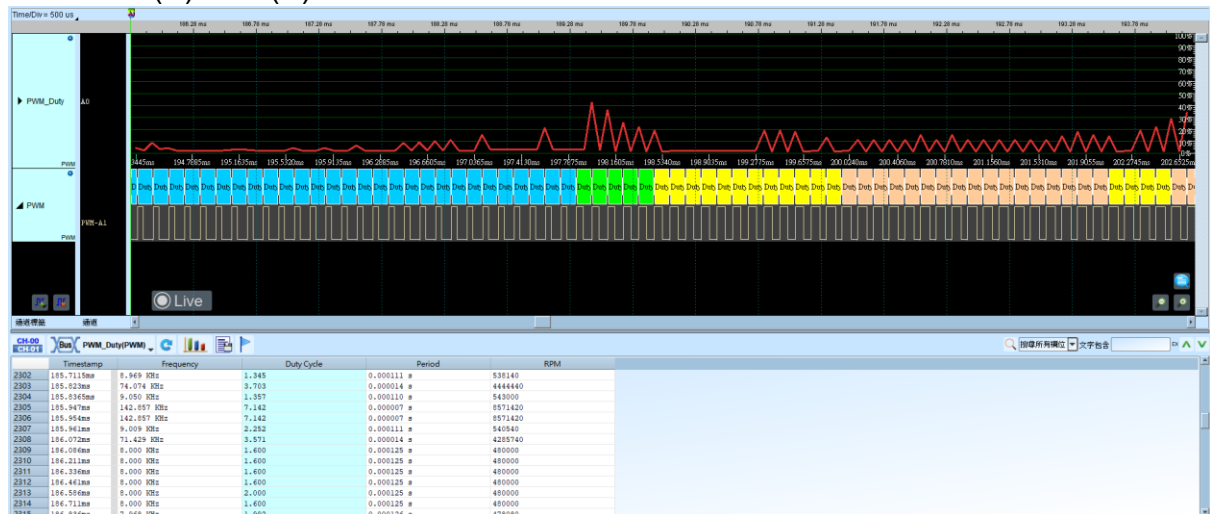 Time/Div = 500 us
186.28 ms 186.78 ms 187.28 ms 187.78 ms 188.28 ms 188.78 ms 189.28 ms 189.78 ms 190.28 ms 190.78 ms 191.28 ms 191.78 ms 192.28 ms 192.78 ms 193.28 ms 193.78 ms
100%
90%
80%
70%
60%
50%
40%
30%
20%
10%
0%
PWM_Duty A0
PWM
3445ms 194.7885ms 195.1635ms 195.5320ms 195.9135ms 196.2885ms 196.6605ms 197.0365ms 197.4130ms 197.7875ms 198.1605ms 198.5340ms 198.9035ms 199.2775ms 199.6575ms 200.0240ms 200.4060ms 200.7810ms 201.1560ms 201.5310ms 201.9055ms 202.2745ms 202.6525m
PWM
PWM-A1
PWM
Live
通道標籤 通道
CH-00
CH-01
Bus PWM_Duty(PWM)
搜尋所有欄位 文字包含
Timestamp Frequency Duty Cycle Period RPM
2302 185.7115ms 8.969 KHz 1.345 0.000111 s 538140
2303 185.823ms 74.074 KHz 3.703 0.000014 s 4444440
2304 185.8365ms 9.050 KHz 1.357 0.000110 s 543000
2305 185.947ms 142.857 KHz 7.142 0.000007 s 8571420
2306 185.954ms 142.857 KHz 7.142 0.000007 s 8571420
2307 185.961ms 9.009 KHz 2.252 0.000111 s 540540
2308 186.072ms 71.429 KHz 3.571 0.000014 s 4285740
2309 186.086ms 8.000 KHz 1.600 0.000125 s 480000
2310 186.211ms 8.000 KHz 1.600 0.000125 s 480000
2311 186.336ms 8.000 KHz 1.600 0.000125 s 480000
2312 186.461ms 8.000 KHz 1.600 0.000125 s 480000
2313 186.586ms 8.000 KHz 2.000 0.000125 s 480000
2314 186.711ms 8.000 KHz 1.600 0.000125 s 480000